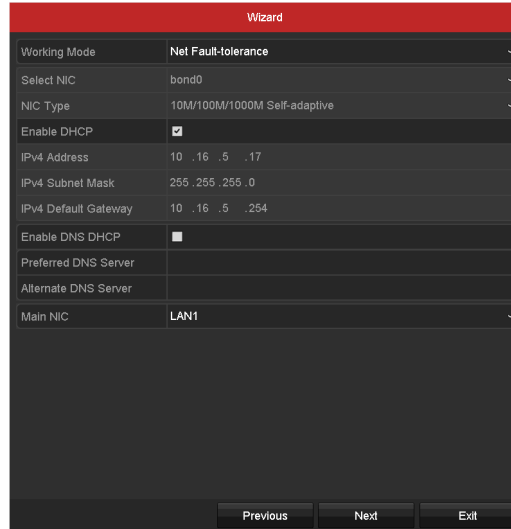 Wizard
Working Mode Net Fault-tolerance
Select NIC bond0
NIC Type 10M/100M/1000M Self-adaptive
Enable DHCP
IPv4 Address 10 .16 .5 .17
IPv4 Subnet Mask 255 .255 .255 .0
IPv4 Default Gateway 10 .16 .5 .254
Enable DNS DHCP
Preferred DNS Server
Alternate DNS Server
Main NIC LAN1
Previous Next Exit